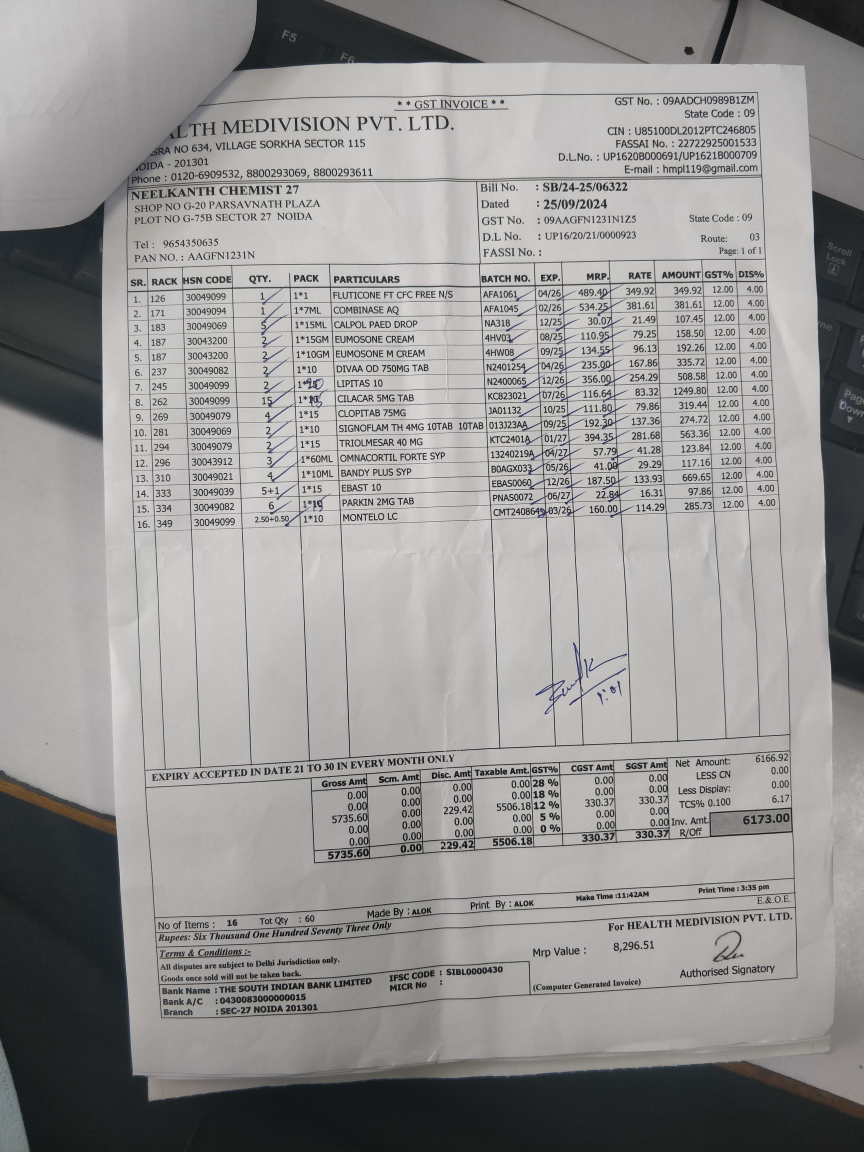 F5
F6
* * GST INVOICE * *
GST No. : 09AADCH0989B1ZM
State Code : 09
LTH MEDIVISION PVT. LTD.
CIN : U85100DL2012PTC246805
SRA NO 634, VILLAGE SORKHA SECTOR 115
FASSAI No. : 22722925001533
OIDA - 201301
D.L.No. : UP1620B000691/UP1621B000709
Phone : 0120-6909532, 8800293069, 8800293611
E-mail : hmpl119@gmail.com
NEELKANTH CHEMIST 27
Bill No. : SB/24-25/06322
SHOP NO G-20 PARSAVNATH PLAZA
Dated : 25/09/2024
PLOT NO G-75B SECTOR 27 NOIDA
GST No. : 09AAGFN1231N1Z5 State Code : 09
Tel : 9654350635
D.L No. : UP16/20/21/0000923 Route: 03
PAN NO. : AAGFN1231N
FASSI No. : Page: 1 of 1
SR. RACK HSN CODE QTY. PACK PARTICULARS BATCH NO. EXP. MRP. RATE AMOUNT GST% DIS%
1. 126 30049099 1 1*1 FLUTICONE FT CFC FREE N/S AFA1061 04/26 489.40 349.92 349.92 12.00 4.00
2. 171 30049094 1 1*7ML COMBINASE AQ AFA1045 02/26 534.25 381.61 381.61 12.00 4.00
3. 183 30049069 5 1*15ML CALPOL PAED DROP NA318 12/25 30.07 21.49 107.45 12.00 4.00
4. 187 30043200 2 1*15GM EUMOSONE CREAM 4HV03 08/25 110.95 79.25 158.50 12.00 4.00
5. 187 30043200 2 1*10GM EUMOSONE M CREAM 4HW08 09/25 134.55 96.13 192.26 12.00 4.00
6. 237 30049082 2 1*10 DIVAA OD 750MG TAB N2401254 04/26 235.00 167.86 335.72 12.00 4.00
7. 245 30049099 2 LIPITAS 10 N2400065 12/26 356.00 254.29 508.58 12.00 4.00
8. 262 30049099 15 CILACAR 5MG TAB KC823021 07/26 116.64 83.32 1249.80 12.00 4.00
9. 269 30049079 4 1*15 CLOPITAB 75MG JA01132 10/25 111.80 79.86 319.44 12.00 4.00
10. 281 30049069 2 1*10 SIGNOFLAM TH 4MG 10TAB 10TAB 013323AA 09/25 192.30 137.36 274.72 12.00 4.00
11. 294 30049079 2 1*15 TRIOLMESAR 40 MG KTC2401A 01/27 394.35 281.68 563.36 12.00 4.00
12. 296 30043912 3 1*60ML OMNACORTIL FORTE SYP 13240219A 04/27 57.79 41.28 123.84 12.00 4.00
13. 310 30049021 4 1*10ML BANDY PLUS SYP B0AGX033 05/26 41.00 29.29 117.16 12.00 4.00
14. 333 30049039 5+1 1*15 EBAST 10 EBAS0060 12/26 187.50 133.93 669.65 12.00 4.00
15. 334 30049082 6 PARKIN 2MG TAB PNAS0072 06/27 22.84 16.31 97.86 12.00 4.00
16. 349 30049099 2.50+0.50 1*10 MONTELO LC 03/26 160.00 114.29 285.73 12.00 4.00
EXPIRY ACCEPTED IN DATE 21 TO 30 IN EVERY MONTH ONLY
Gross Amt Scm. Amt Disc. Amt Taxable Amt. GST% CGST Amt SGST Amt
0.00 0.00 0.00 0.00 28 % 0.00 0.00
0.00 0.00 0.00 0.00 18 % 0.00 0.00
5735.60 0.00 229.42 5506.18 12 % 330.37 330.37
0.00 0.00 0.00 0.00 5 % 0.00 0.00
0.00 0.00 0.00 0.00 0 % 0.00 0.00
5735.60 0.00 229.42 5506.18 330.37 330.37
Net Amount: 6166.92
LESS CN 0.00
Less Display: 0.00
TCS% 0.100 6.17
Inv. Amt. 6173.00
R/Off
No of Items : 16 Tot Qty : 60 Made By : ALOK Print By : ALOK Make Time :11:42AM Print Time : 3:35 pm
E.& O.E.
Rupees: Six Thousand One Hundred Seventy Three Only
For HEALTH MEDIVISION PVT. LTD.
Terms & Conditions :-
All disputes are subject to Delhi Jurisdiction only.
Goods once sold will not be taken back.
Mrp Value : 8,296.51
Bank Name : THE SOUTH INDIAN BANK LIMITED IFSC CODE : SIBL0000430
Bank A/C : 0430083000000015 MICR No :
Branch : SEC-27 NOIDA 201301
(Computer Generated Invoice)
Authorised Signatory
Scroll
Lock
Page
Down